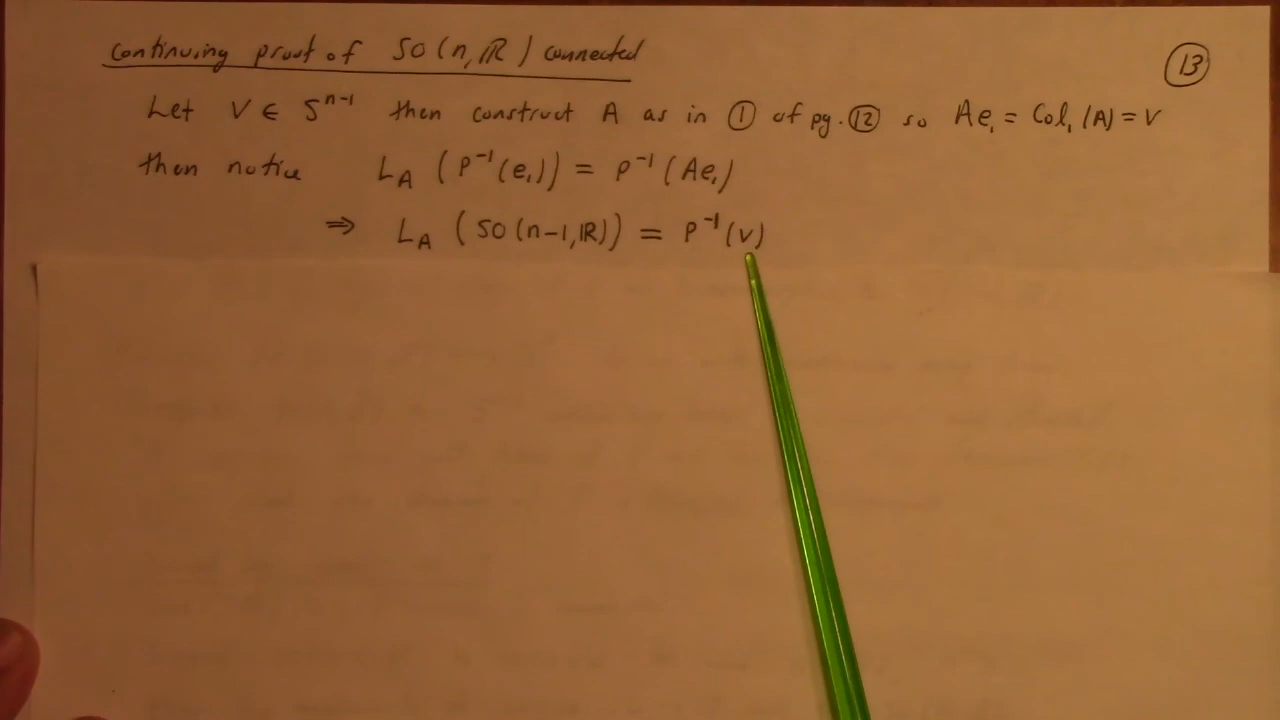 Continuing proof of SO(n, ℝ) connected
⑬
Let V ∈ Sⁿ⁻¹ then construct A as in ① of pg. ⑫ so Ae₁ = Col₁(A) = V
then notice L_A (P⁻¹(e₁)) = P⁻¹(Ae₁)
⇒ L_A (SO(n-1, ℝ)) = P⁻¹(v)